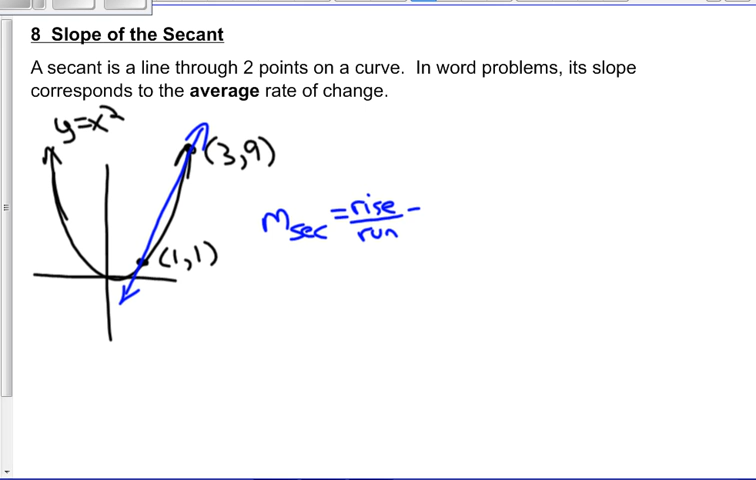 8 Slope of the Secant
A secant is a line through 2 points on a curve. In word problems, its slope
corresponds to the average rate of change.
y=x²
(3,9)
m_sec = rise/run -
(1,1)